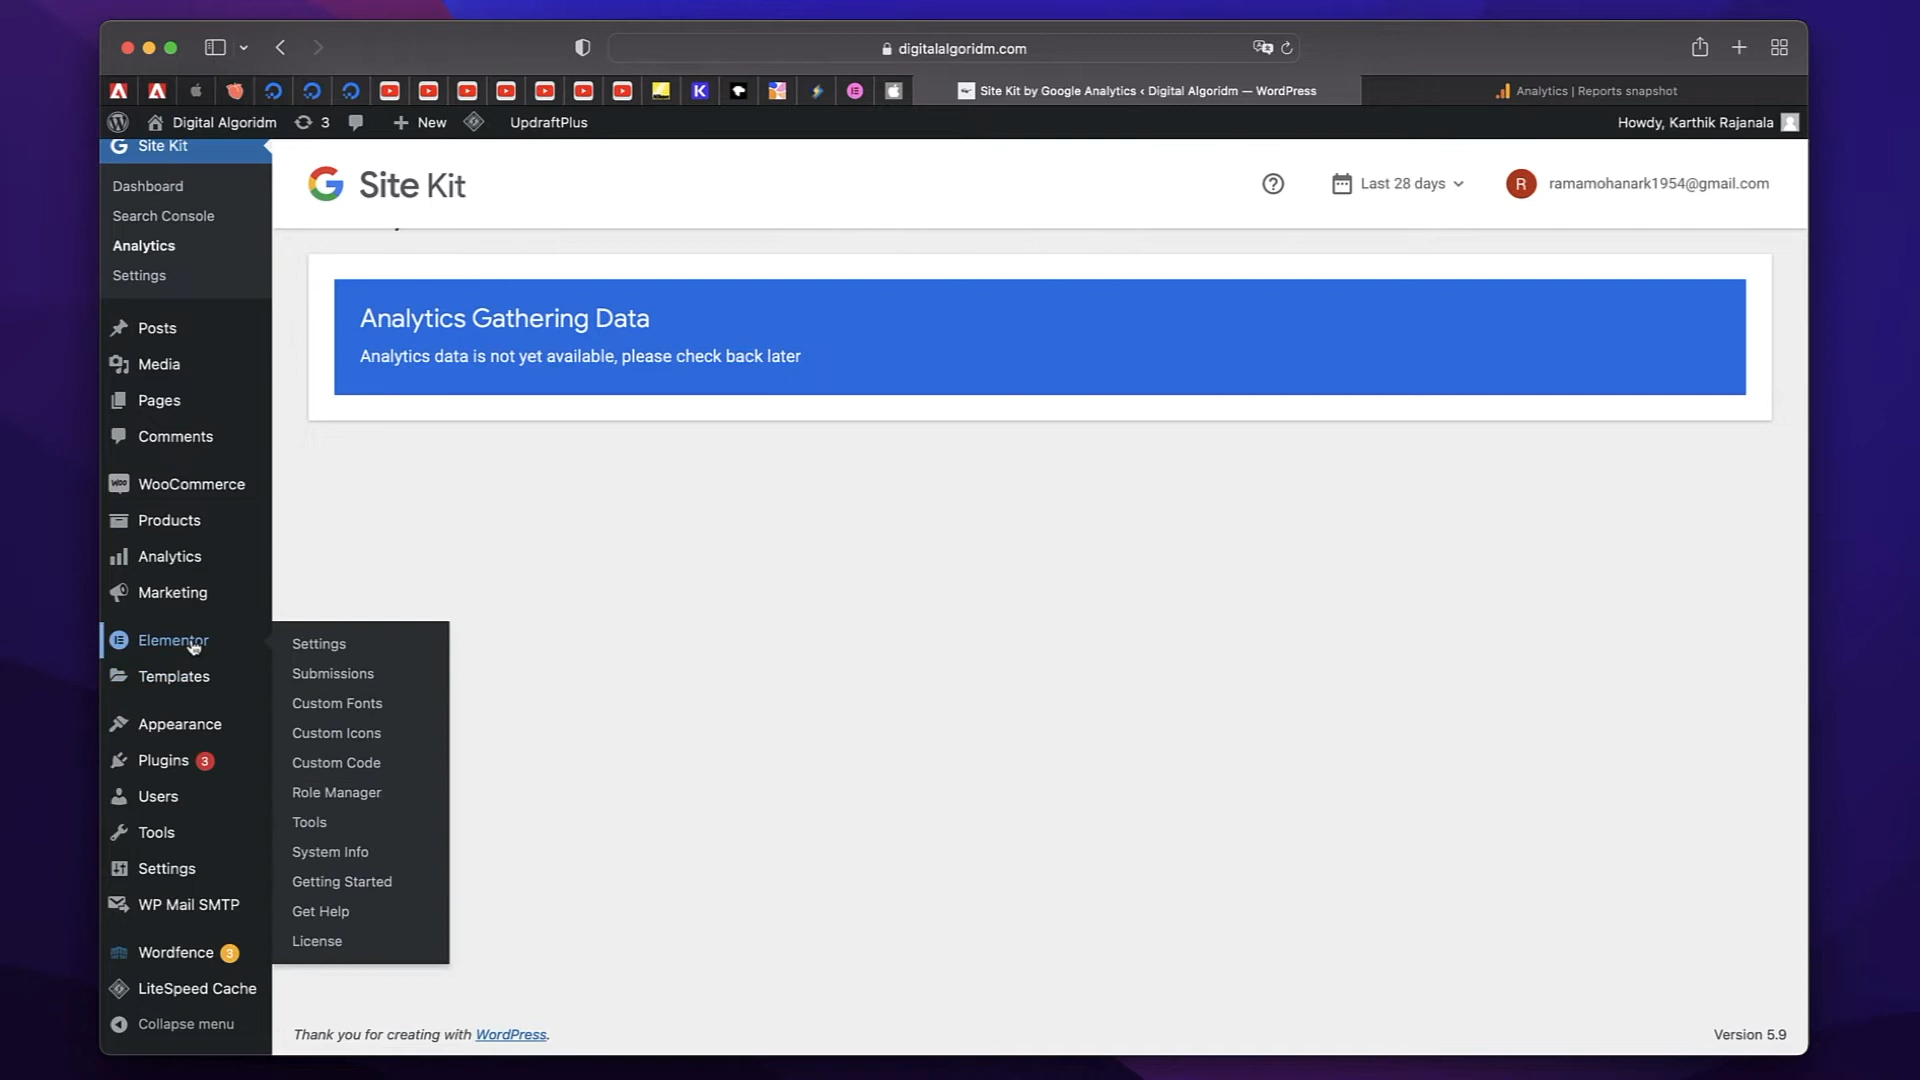 digitalalgoridm.com
Site Kit by Google Analytics ‹ Digital Algoridm — WordPress
Analytics | Reports snapshot
Digital Algoridm
3
New
UpdraftPlus
Howdy, Karthik Rajanala
Site Kit
Dashboard
Search Console
Analytics
Settings
Posts
Media
Pages
Comments
WooCommerce
Products
Analytics
Marketing
Elementor
Templates
Appearance
Plugins 3
Users
Tools
Settings
WP Mail SMTP
Wordfence 3
LiteSpeed Cache
Collapse menu
Settings
Submissions
Custom Fonts
Custom Icons
Custom Code
Role Manager
Tools
System Info
Getting Started
Get Help
License
Site Kit
Last 28 days
R
ramamohanark1954@gmail.com
Analytics Gathering Data
Analytics data is not yet available, please check back later
Thank you for creating with WordPress.
Version 5.9